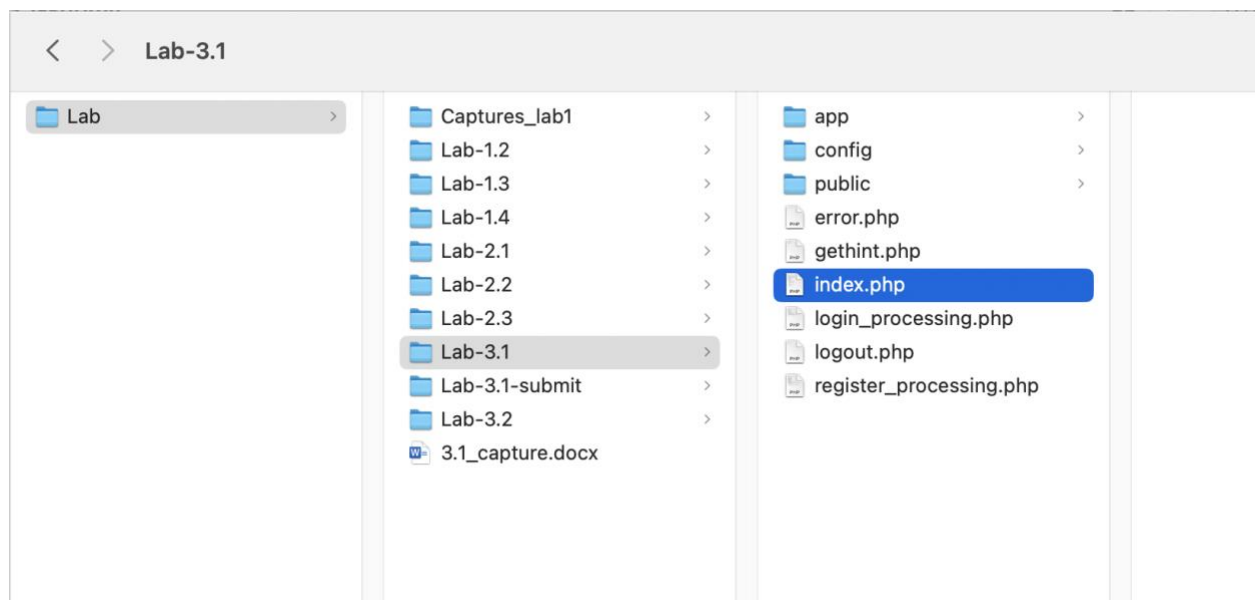 Lab-3.1
Lab
Captures_lab1
Lab-1.2
Lab-1.3
Lab-1.4
Lab-2.1
Lab-2.2
Lab-2.3
Lab-3.1
Lab-3.1-submit
Lab-3.2
3.1_capture.docx
app
config
public
error.php
gethint.php
index.php
login_processing.php
logout.php
register_processing.php